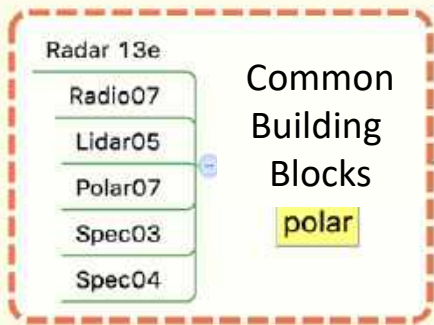 Radar 13e
Radio07
Lidar05
Polar07
Spec03
Spec04
Common
Building
Blocks
polar